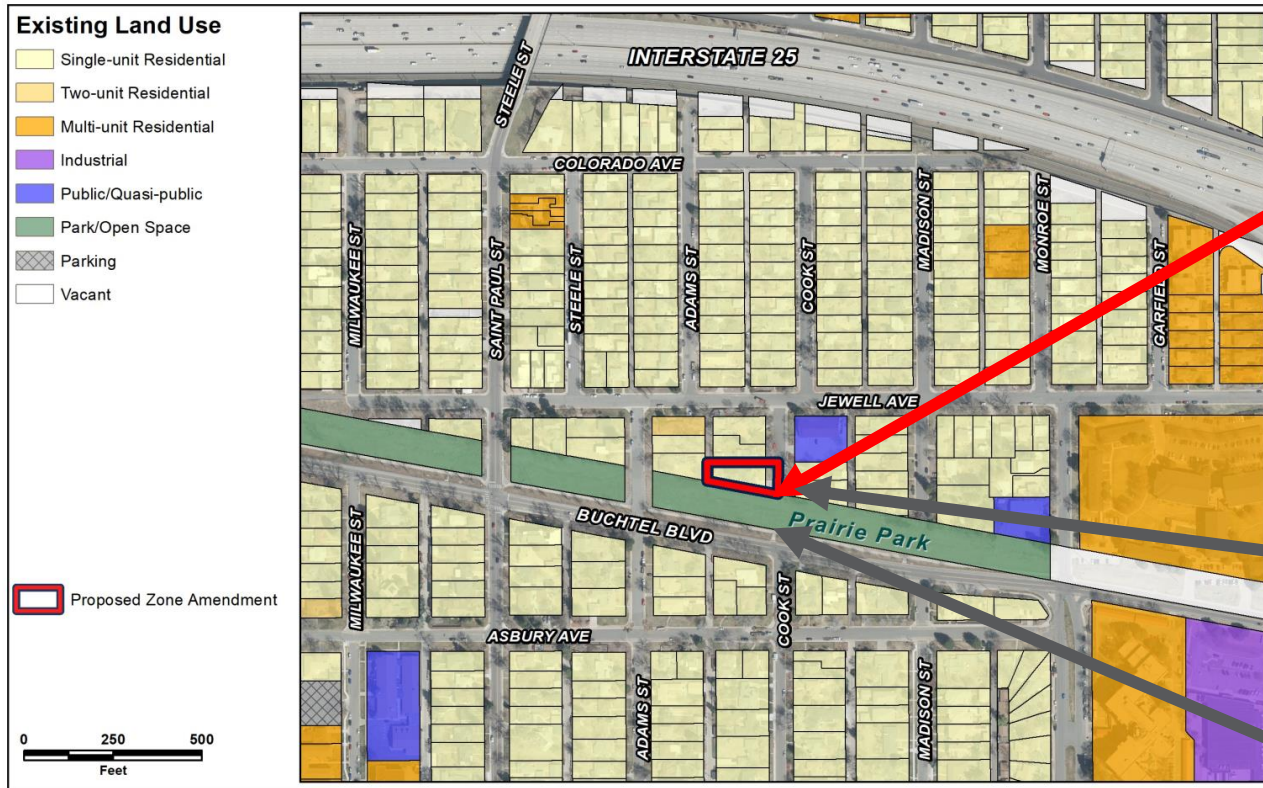 Existing Land Use
Single-unit Residential
Two-unit Residential
Multi-unit Residential
Industrial
Public/Quasi-public
Park/Open Space
Parking
Vacant
Proposed Zone Amendment
0 250 500
Feet
INTERSTATE 25
STEELE ST
COLORADO AVE
MILWAUKEE ST
SAINT PAUL ST
STEELE ST
ADAMS ST
COOK ST
MADISON ST
MONROE ST
GARFIELD ST
JEWELL AVE
BUCHTEL BLVD
Prairie Park
MILWAUKEE ST
ASBURY AVE
ADAMS ST
COOK ST
MADISON ST